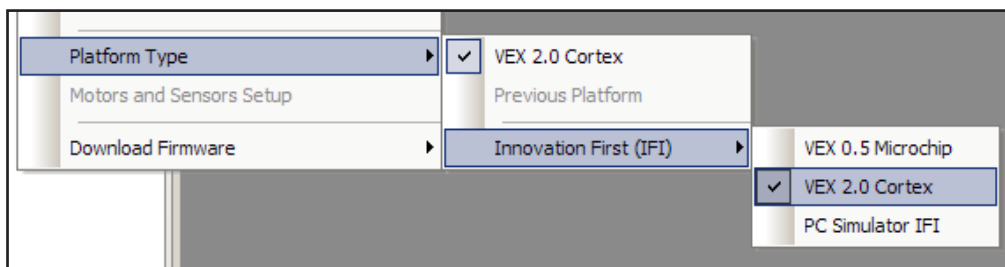 Platform Type
Motors and Sensors Setup
Download Firmware
VEX 2.0 Cortex
Previous Platform
Innovation First (IFI)
VEX 0.5 Microchip
VEX 2.0 Cortex
PC Simulator IFI